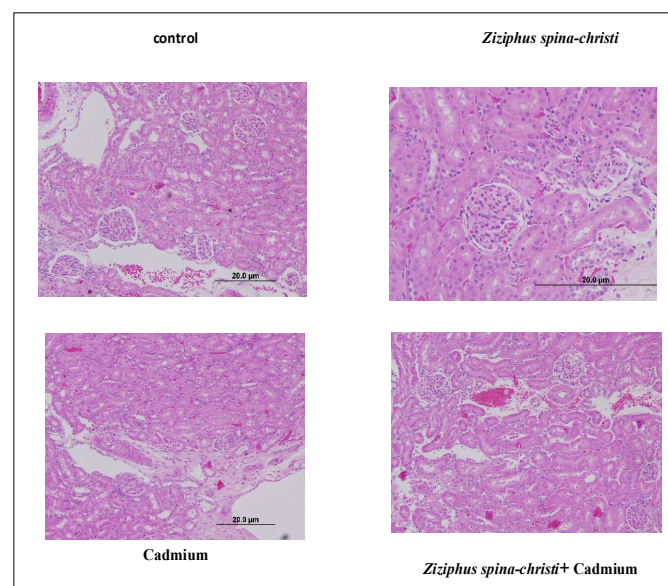 control
Ziziphus spina-christi
20.0 µm
20.0 µm
20.0 µm
Cadmium
Ziziphus spina-christi+ Cadmium